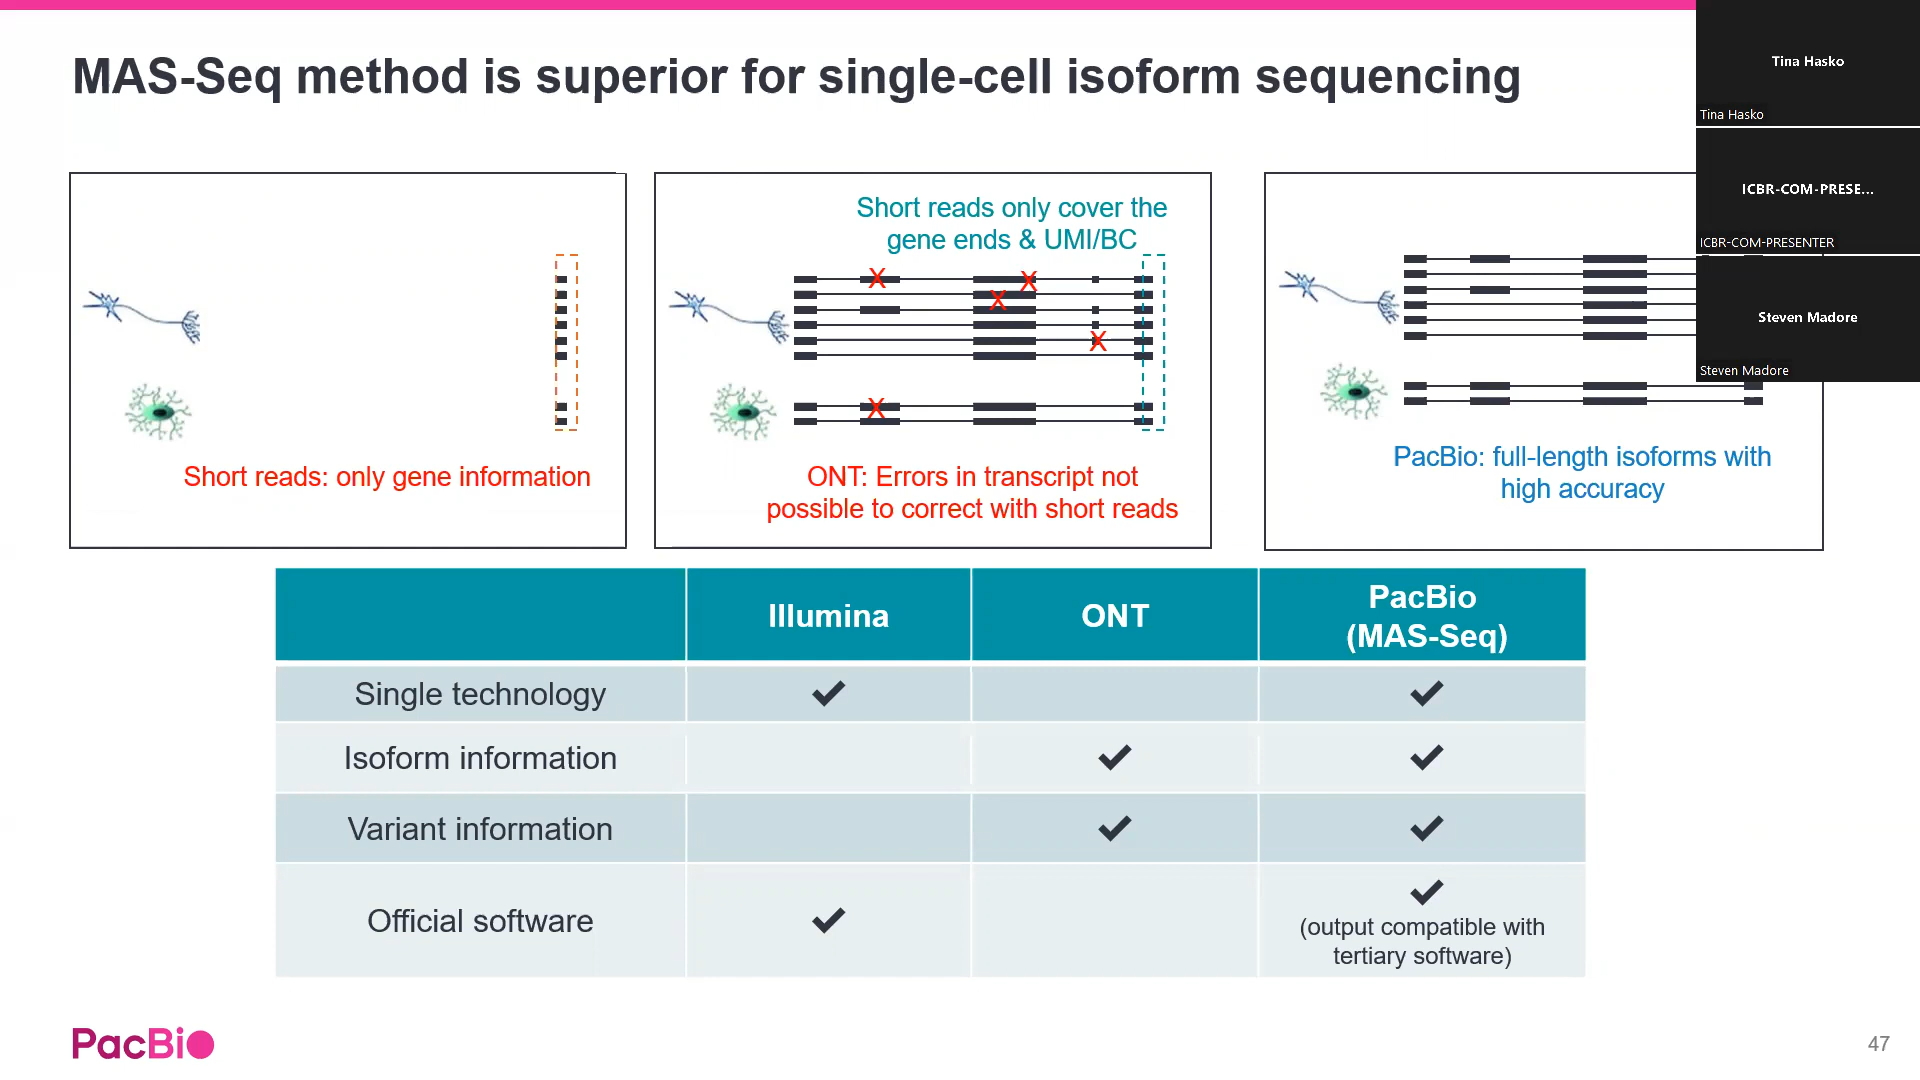 MAS-Seq method is superior for single-cell isoform sequencing
Tina Hasko
Tina Hasko
ICBR-COM-PRESE...
ICBR-COM-PRESENTER
Steven Madore
Steven Madore
Short reads: only gene information
Short reads only cover the
gene ends & UMI/BC
X
X
X
X
X
ONT: Errors in transcript not
possible to correct with short reads
PacBio: full-length isoforms with
high accuracy
Illumina
ONT
PacBio
(MAS-Seq)
Single technology
Isoform information
Variant information
Official software
(output compatible with
tertiary software)
PacBio
47